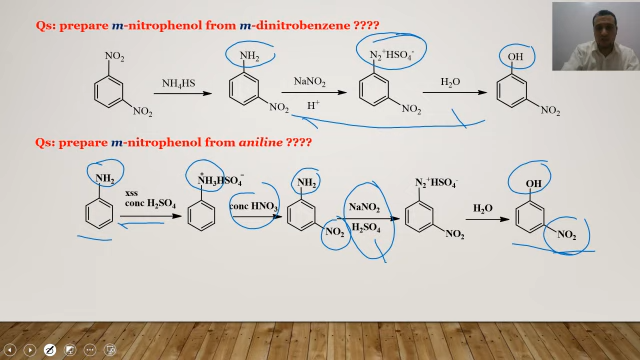 Qs: prepare m-nitrophenol from m-dinitrobenzene ????
NO₂
NO₂
NH₄HS
NH₂
NO₂
NaNO₂
H⁺
N₂⁺HSO₄⁻
NO₂
H₂O
OH
NO₂
Qs: prepare m-nitrophenol from aniline ????
NH₂
xss
conc H₂SO₄
NH₃HSO₄⁻
+
conc HNO₃
NH₂
NO₂
NaNO₂
H₂SO₄
N₂⁺HSO₄⁻
NO₂
H₂O
OH
NO₂